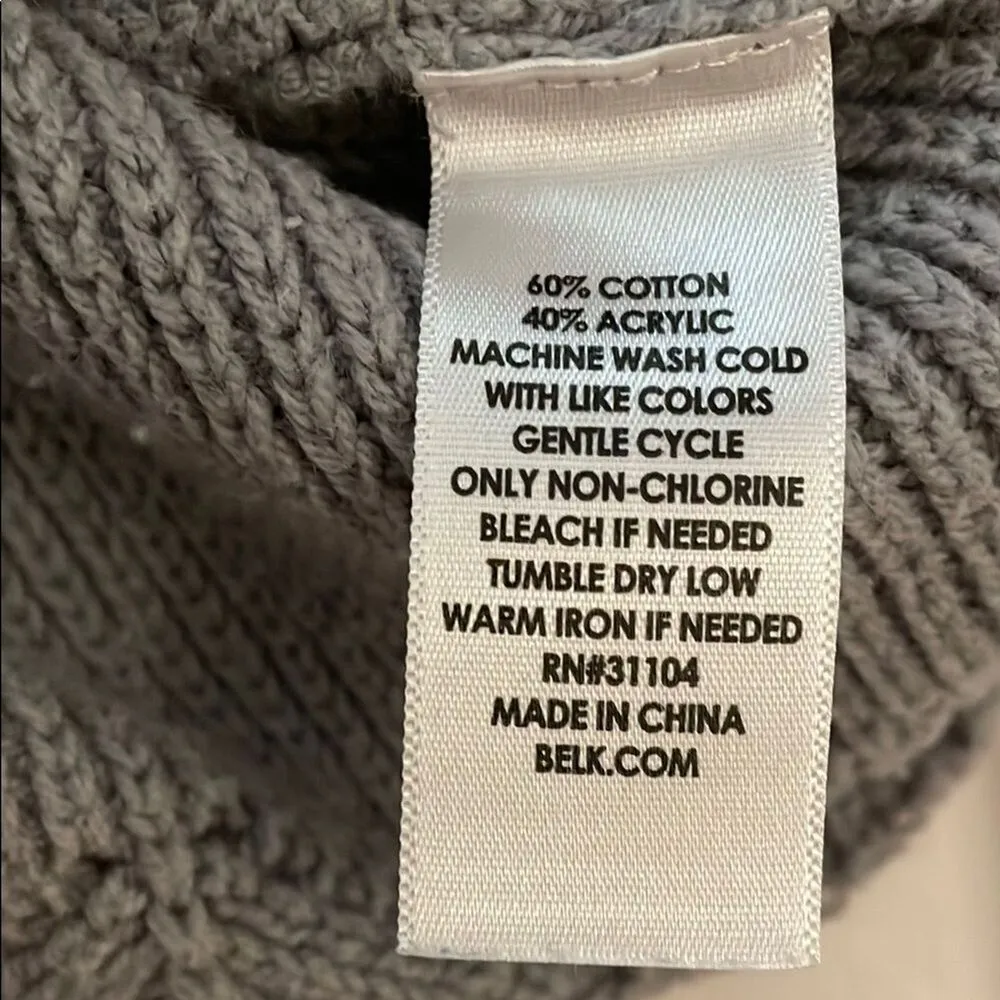 60% COTTON
40% ACRYLIC
MACHINE WASH COLD
WITH LIKE COLORS
GENTLE CYCLE
ONLY NON-CHLORINE
BLEACH IF NEEDED
TUMBLE DRY LOW
WARM IRON IF NEEDED
RN#31104
MADE IN CHINA
BELK.COM